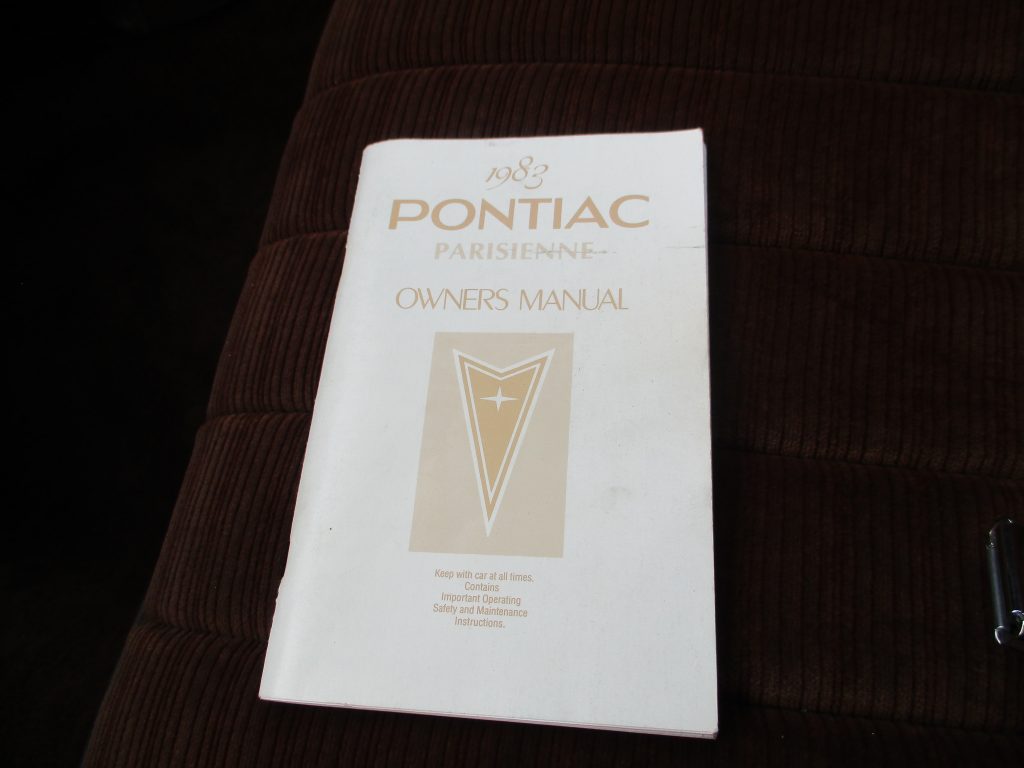 1983
PONTIAC
PARISIENNE
OWNERS MANUAL
Keep with car at all times.
Contains
Important Operating
Safety and Maintenance
Instructions.